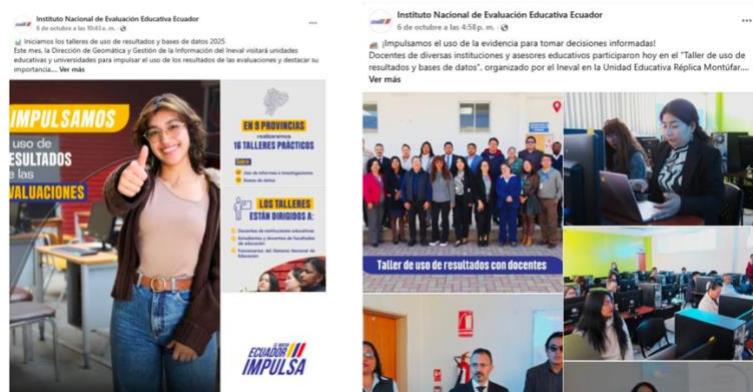 Instituto Nacional de Evaluación Educativa Ecuador
6 de octubre a las 10:43 a. m.
Iniciamos los talleres de uso de resultados y bases de datos 2025
Este mes, la Dirección de Geomática y Gestión de la Información del Ineval visitará unidades
educativas y universidades para impulsar el uso de los resultados de las evaluaciones y destacar su
importancia.... Ver más
IMPULSAMOS
uso de
RESULTADOS
e las
VALUACIONES
EN 9 PROVINCIAS
realizaremos
16 TALLERES PRÁCTICOS
Uso de informes e investigaciones
Bases de datos
LOS TALLERES
ESTÁN DIRIGIDOS A:
Docentes de instituciones educativas
Estudiantes y docentes de facultades
de educación
Funcionarios del Sistema Nacional de
Educación
EL NUEVO
ECUADOR
IMPULSA
Instituto Nacional de Evaluación Educativa Ecuador
6 de octubre a las 4:58 p. m.
¡Impulsamos el uso de la evidencia para tomar decisiones informadas!
Docentes de diversas instituciones y asesores educativos participaron hoy en el "Taller de uso de
resultados y bases de datos", organizado por el Ineval en la Unidad Educativa Réplica Montúfar....
Ver más
Taller de uso de resultados con docentes